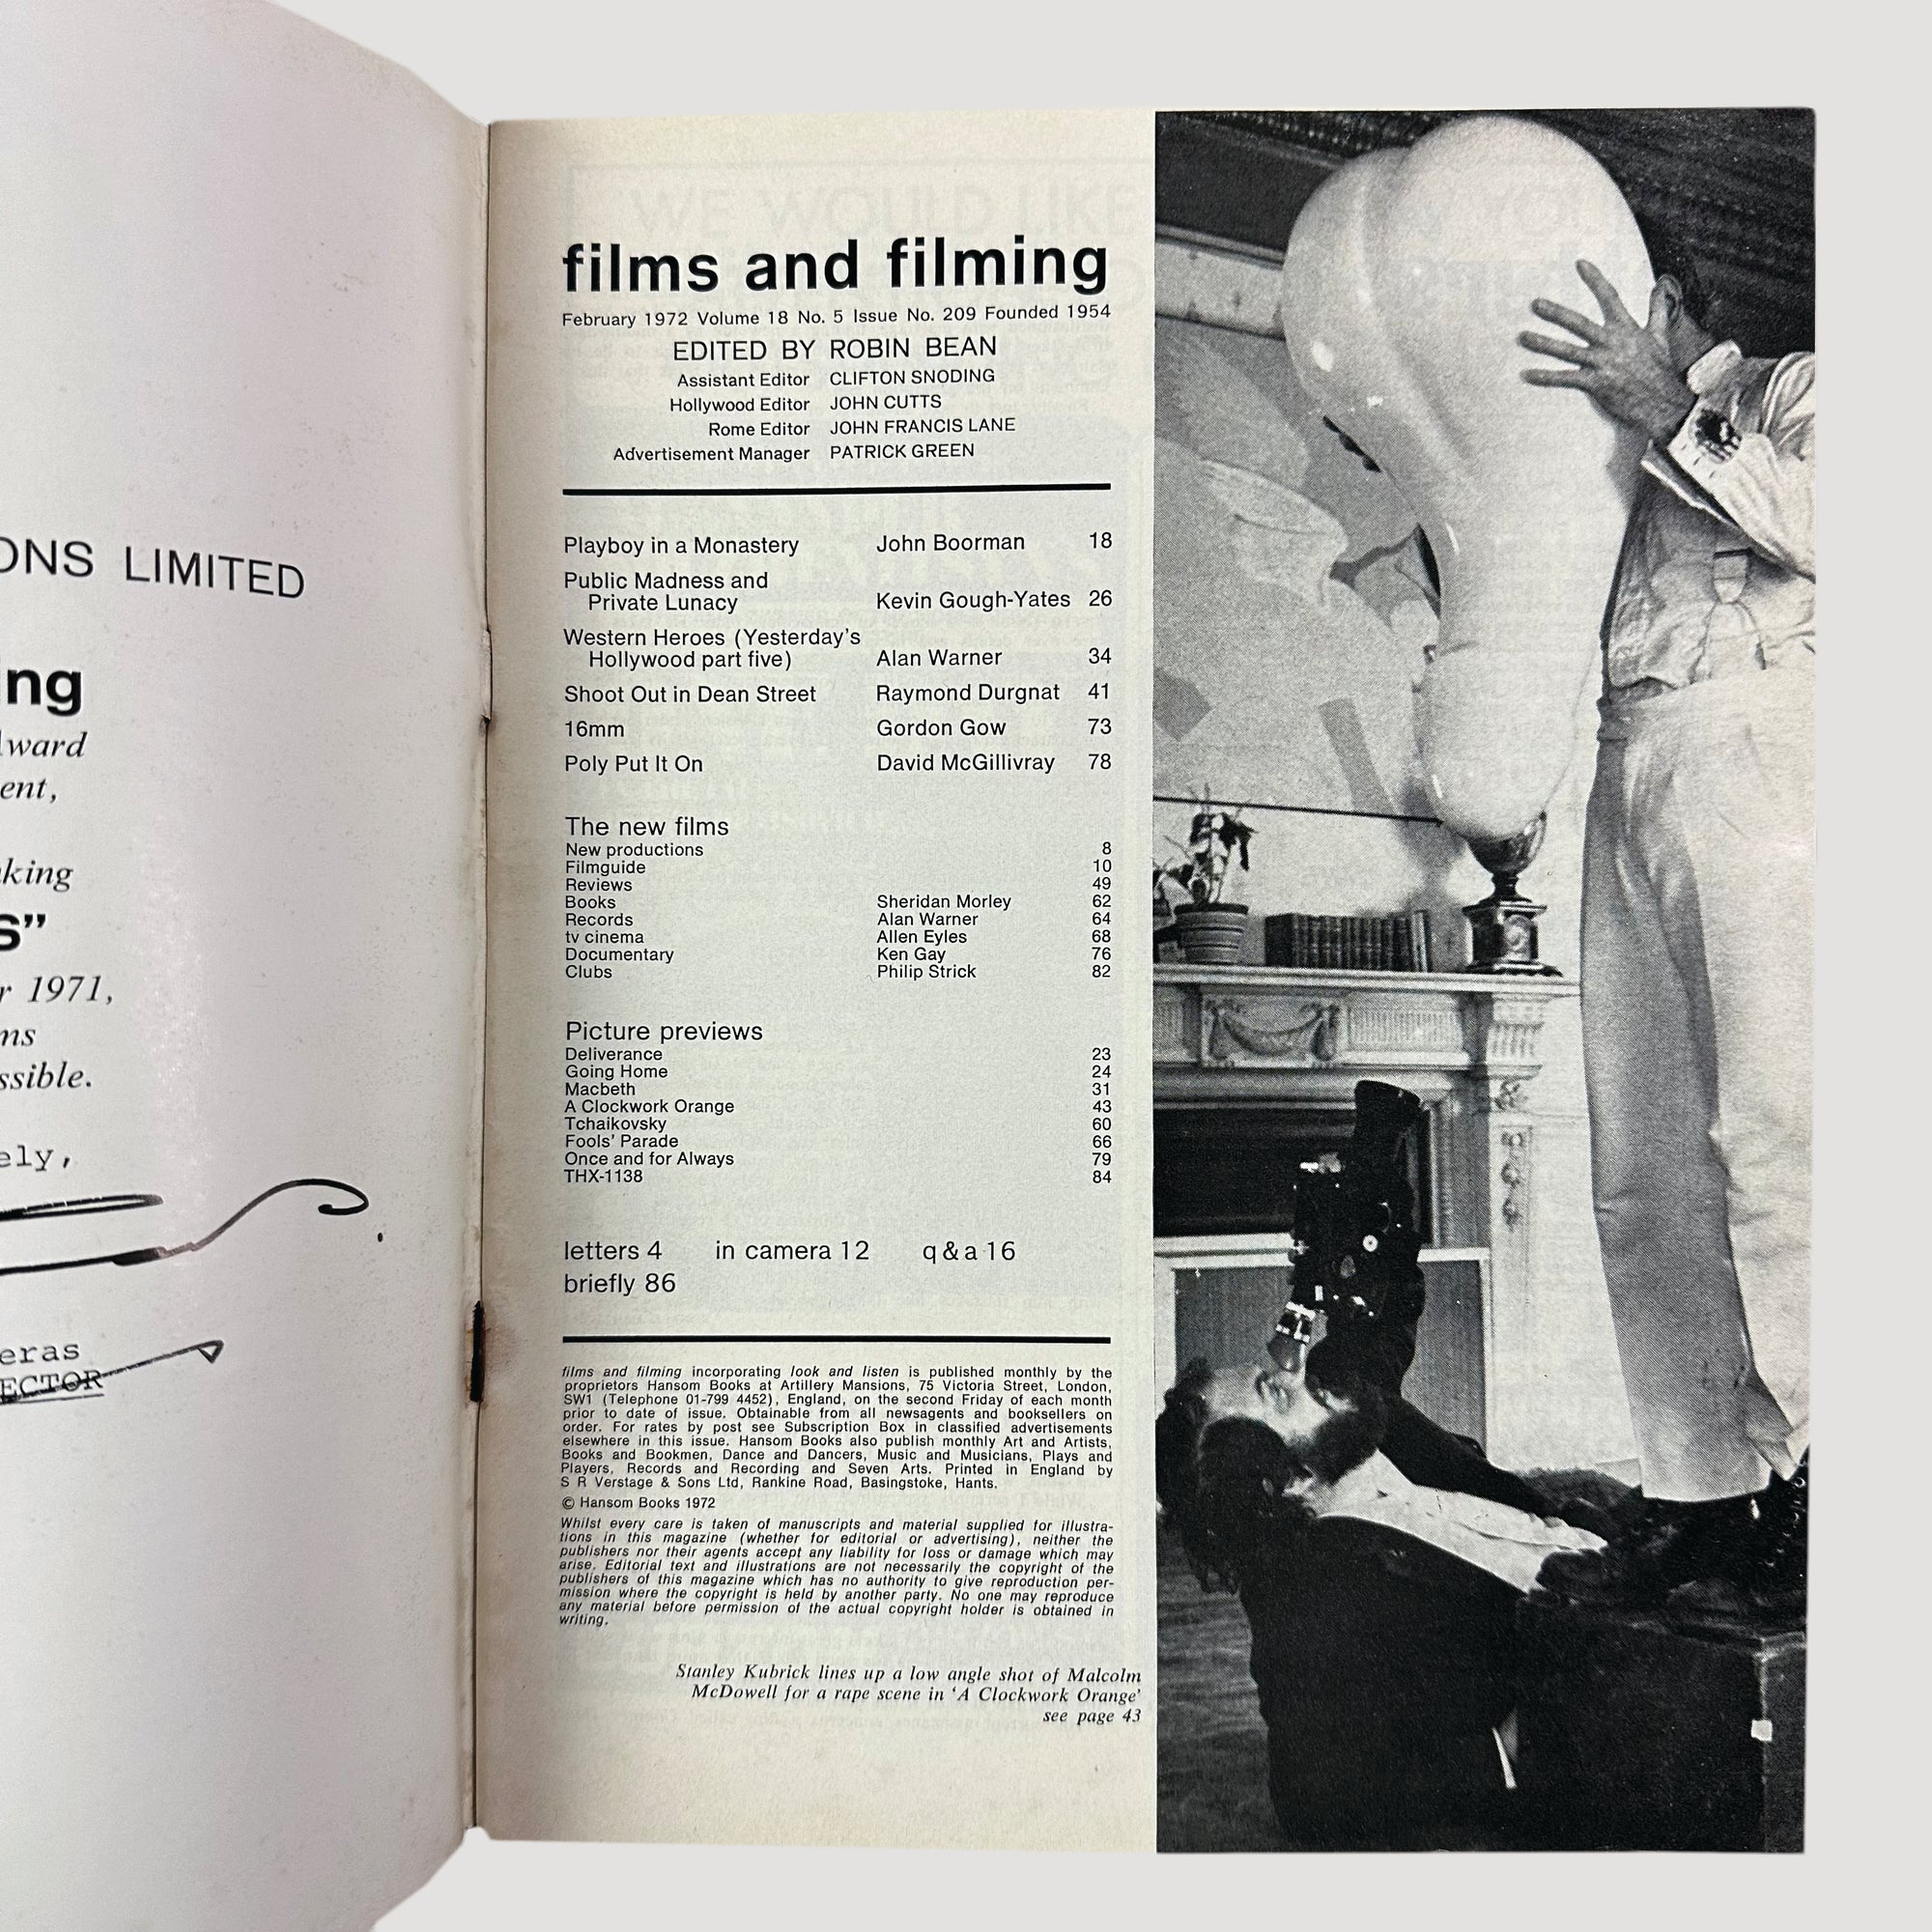 ONS LIMITED
ing
ward
ent,
king
S”
r 1971,
ms
ssible.
ely,
eras
ECTOR
films and filming
February 1972 Volume 18 No. 5 Issue No. 209 Founded 1954
EDITED BY ROBIN BEAN
Assistant Editor CLIFTON SNODING
Hollywood Editor JOHN CUTTS
Rome Editor JOHN FRANCIS LANE
Advertisement Manager PATRICK GREEN
Playboy in a Monastery John Boorman 18
Public Madness and
Private Lunacy Kevin Gough-Yates 26
Western Heroes (Yesterday's
Hollywood part five) Alan Warner 34
Shoot Out in Dean Street Raymond Durgnat 41
16mm Gordon Gow 73
Poly Put It On David McGillivray 78
The new films
New productions 8
Filmguide 10
Reviews 49
Books Sheridan Morley 62
Records Alan Warner 64
tv cinema Allen Eyles 68
Documentary Ken Gay 76
Clubs Philip Strick 82
Picture previews
Deliverance 23
Going Home 24
Macbeth 31
A Clockwork Orange 43
Tchaikovsky 60
Fools' Parade 66
Once and for Always 79
THX-1138 84
letters 4 in camera 12 q & a 16
briefly 86
films and filming incorporating look and listen is published monthly by the
proprietors Hansom Books at Artillery Mansions, 75 Victoria Street, London,
SW1 (Telephone 01-799 4452), England, on the second Friday of each month
prior to date of issue. Obtainable from all newsagents and booksellers on
order. For rates by post see Subscription Box in classified advertisements
elsewhere in this issue. Hansom Books also publish monthly Art and Artists,
Books and Bookmen, Dance and Dancers, Music and Musicians, Plays and
Players, Records and Recording and Seven Arts. Printed in England by
S R Verstage & Sons Ltd, Rankine Road, Basingstoke, Hants.
© Hansom Books 1972
Whilst every care is taken of manuscripts and material supplied for illustra-
tions in this magazine (whether for editorial or advertising), neither the
publishers nor their agents accept any liability for loss or damage which may
arise. Editorial text and illustrations are not necessarily the copyright of the
publishers of this magazine which has no authority to give reproduction per-
mission where the copyright is held by another party. No one may reproduce
any material before permission of the actual copyright holder is obtained in
writing.
Stanley Kubrick lines up a low angle shot of Malcolm
McDowell for a rape scene in ‘A Clockwork Orange’
see page 43